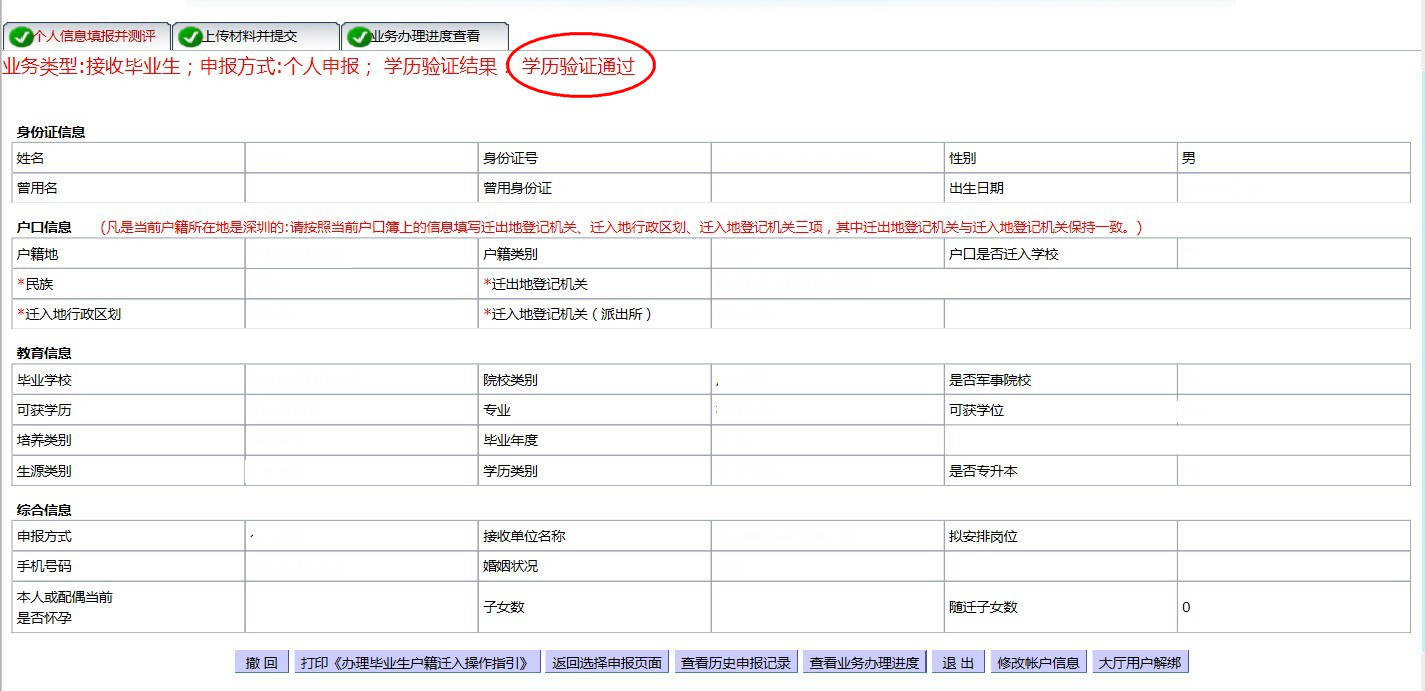 个人信息填报并测评 上传材料并提交 业务办理进度查看
业务类型:接收毕业生；申报方式:个人申报； 学历验证结果： 学历验证通过
身份证信息
姓名 身份证号 性别 男
曾用名 曾用身份证 出生日期
户口信息 (凡是当前户籍所在地是深圳的:请按照当前户口簿上的信息填写迁出地登记机关、迁入地行政区划、迁入地登记机关三项，其中迁出地登记机关与迁入地登记机关保持一致。)
户籍地 户籍类别 户口是否迁入学校
*民族 *迁出地登记机关
*迁入地行政区划 *迁入地登记机关（派出所）
教育信息
毕业学校 院校类别 是否军事院校
可获学历 专业 可获学位
培养类别 毕业年度
生源类别 学历类别 是否专升本
综合信息
申报方式 接收单位名称 拟安排岗位
手机号码 婚姻状况
本人或配偶当前
是否怀孕 子女数 随迁子女数 0
撤 回 打印《办理毕业生户籍迁入操作指引》 返回选择申报页面 查看历史申报记录 查看业务办理进度 退 出 修改帐户信息 大厅用户解绑